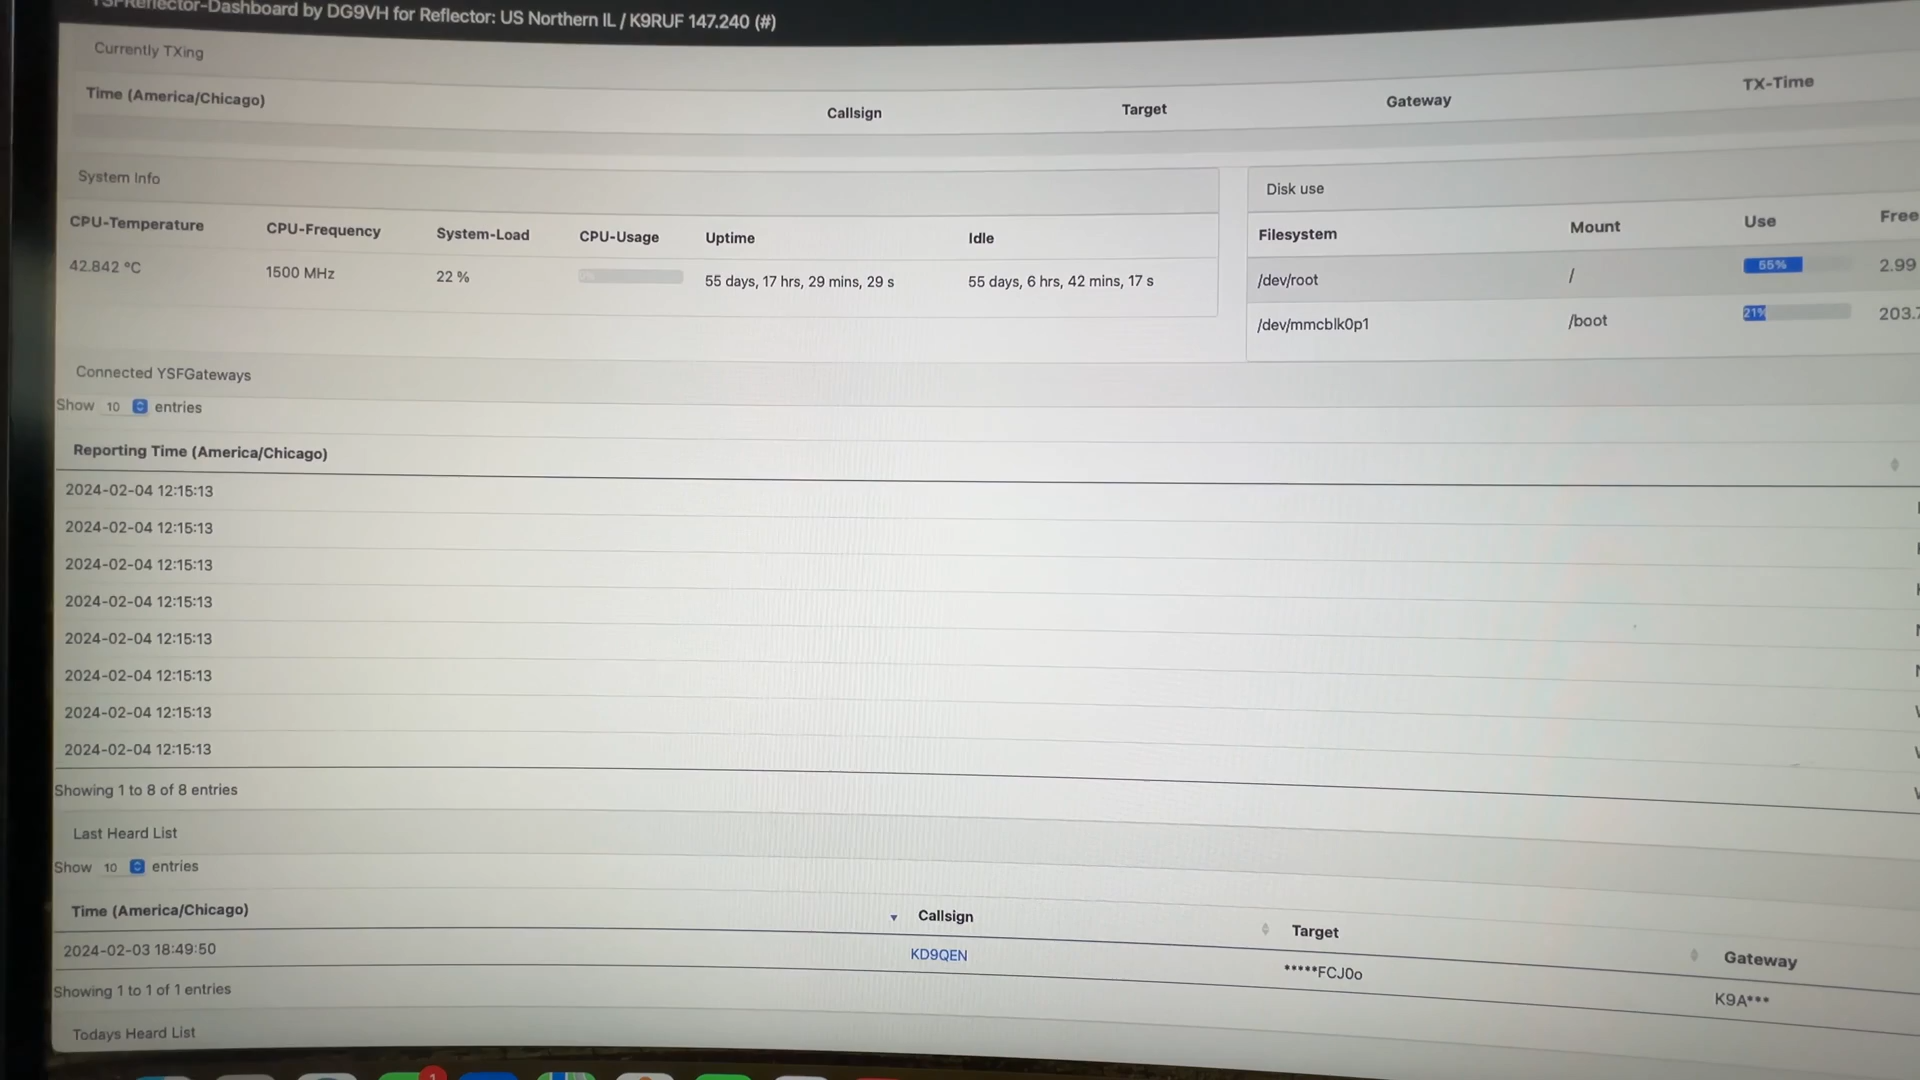 YSFReflector-Dashboard by DG9VH for Reflector: US Northern IL / K9RUF 147.240 (#)
Currently TXing
Time (America/Chicago) Callsign Target Gateway TX-Time
System Info
CPU-Temperature CPU-Frequency System-Load CPU-Usage Uptime Idle
42.842 °C 1500 MHz 22 % 0% 55 days, 17 hrs, 29 mins, 29 s 55 days, 6 hrs, 42 mins, 17 s
Disk use
Filesystem Mount Use Free
/dev/root / 55% 2.99
/dev/mmcblk0p1 /boot 21% 203.7
Connected YSFGateways
Show 10 entries
Reporting Time (America/Chicago)
2024-02-04 12:15:13
2024-02-04 12:15:13
2024-02-04 12:15:13
2024-02-04 12:15:13
2024-02-04 12:15:13
2024-02-04 12:15:13
2024-02-04 12:15:13
2024-02-04 12:15:13
Showing 1 to 8 of 8 entries
Last Heard List
Show 10 entries
Time (America/Chicago) Callsign Target Gateway
2024-02-03 18:49:50 KD9QEN *****FCJ0o K9A***
Showing 1 to 1 of 1 entries
Todays Heard List
1